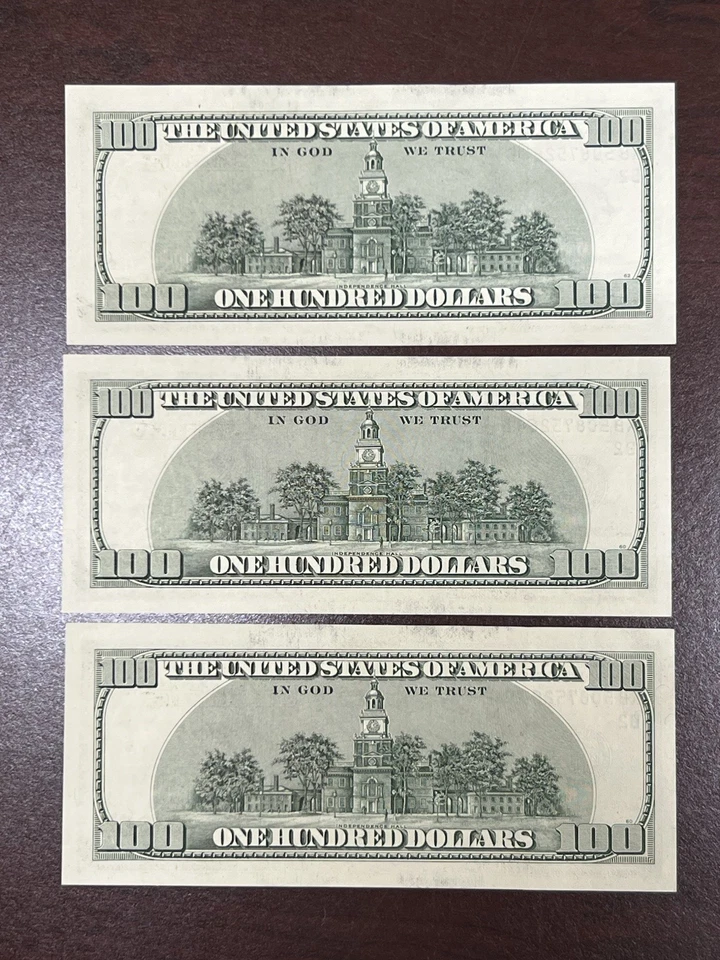 100 THE UNITED STATES OF AMERICA 100
IN GOD WE TRUST
INDEPENDENCE HALL
100 ONE HUNDRED DOLLARS 100
100 THE UNITED STATES OF AMERICA 100
IN GOD WE TRUST
INDEPENDENCE HALL
100 ONE HUNDRED DOLLARS 100
100 THE UNITED STATES OF AMERICA 100
IN GOD WE TRUST
INDEPENDENCE HALL
100 ONE HUNDRED DOLLARS 100